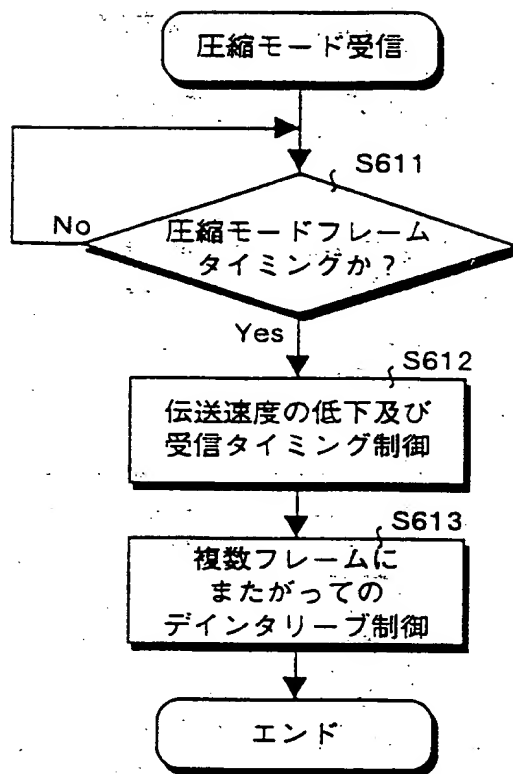 圧縮モード受信
S611
圧縮モードフレーム
タイミングか？
No
Yes
S612
伝送速度の低下及び
受信タイミング制御
S613
複数フレームに
またがっての
デインタリーブ制御
エンド